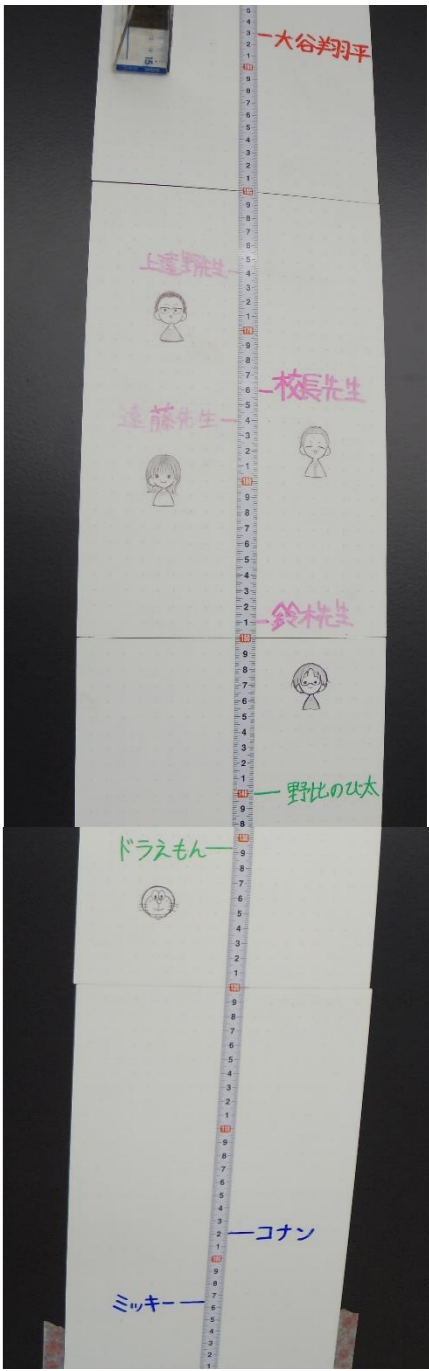 大谷翔平
上遠野先生
校長先生
遠藤先生
鈴木先生
野比のび太
ドラえもん
コナン
ミッキー